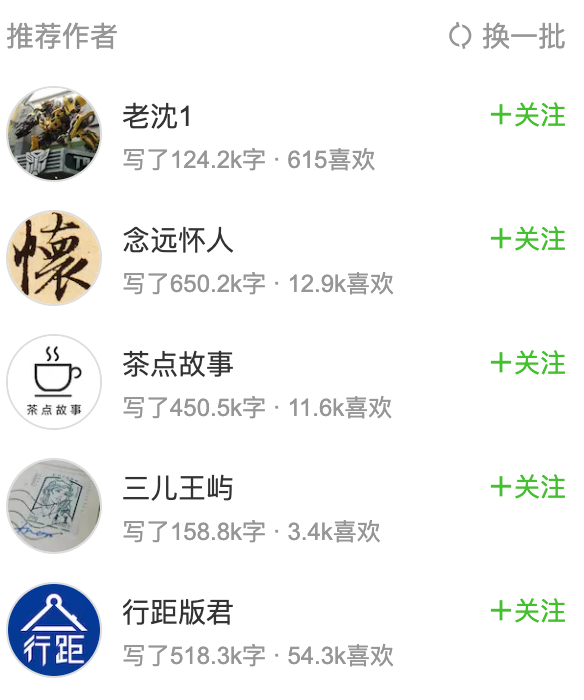 推荐作者
换一批
老沈1
+关注
写了124.2k字 · 615喜欢
懷
念远怀人
+关注
写了650.2k字 · 12.9k喜欢
茶点故事
茶点故事
+关注
写了450.5k字 · 11.6k喜欢
三儿王屿
+关注
写了158.8k字 · 3.4k喜欢
行距
行距版君
+关注
写了518.3k字 · 54.3k喜欢